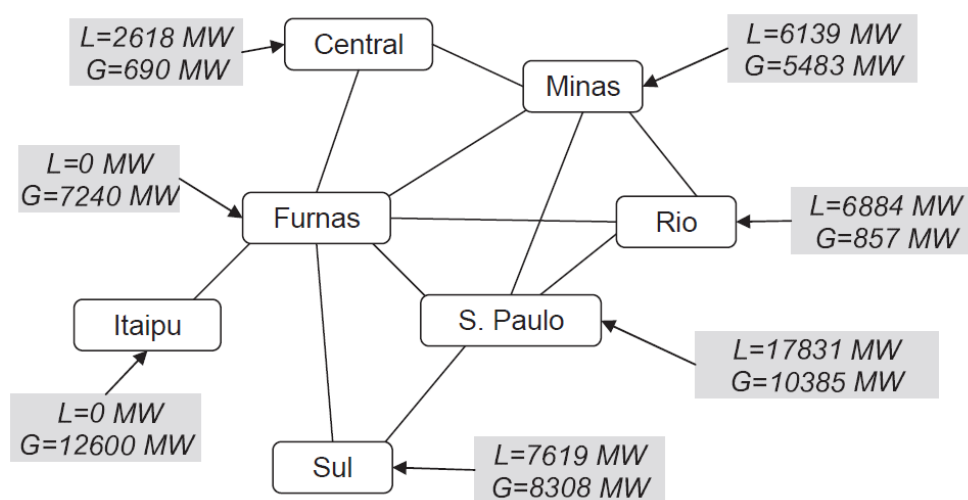 L=2618 MW
G=690 MW
Central
L=6139 MW
G=5483 MW
Minas
L=0 MW
G=7240 MW
Furnas
Rio
L=6884 MW
G=857 MW
Itaipu
S. Paulo
L=17831 MW
G=10385 MW
L=0 MW
G=12600 MW
Sul
L=7619 MW
G=8308 MW